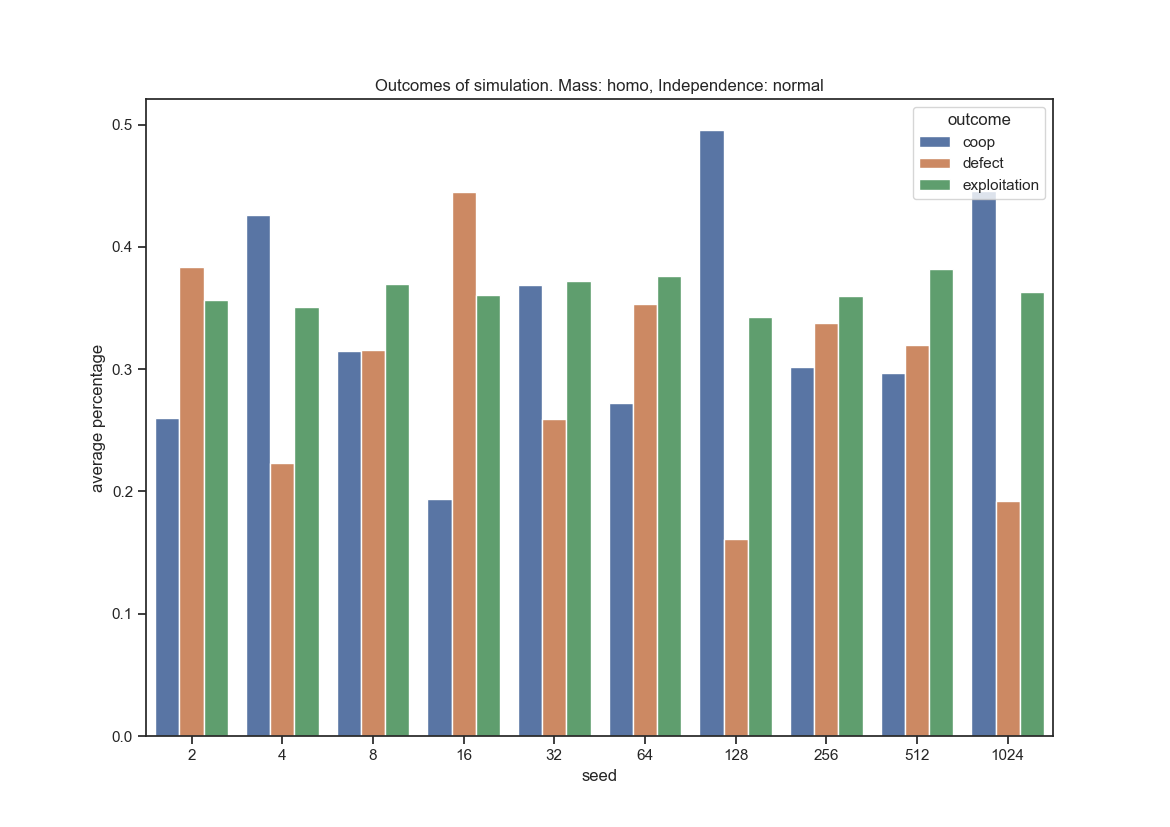 Outcomes of simulation. Mass: homo, Independence: normal
outcome
coop
defect
exploitation
average percentage
0.5
0.4
0.3
0.2
0.1
0.0
2 4 8 16 32 64 128 256 512 1024
seed